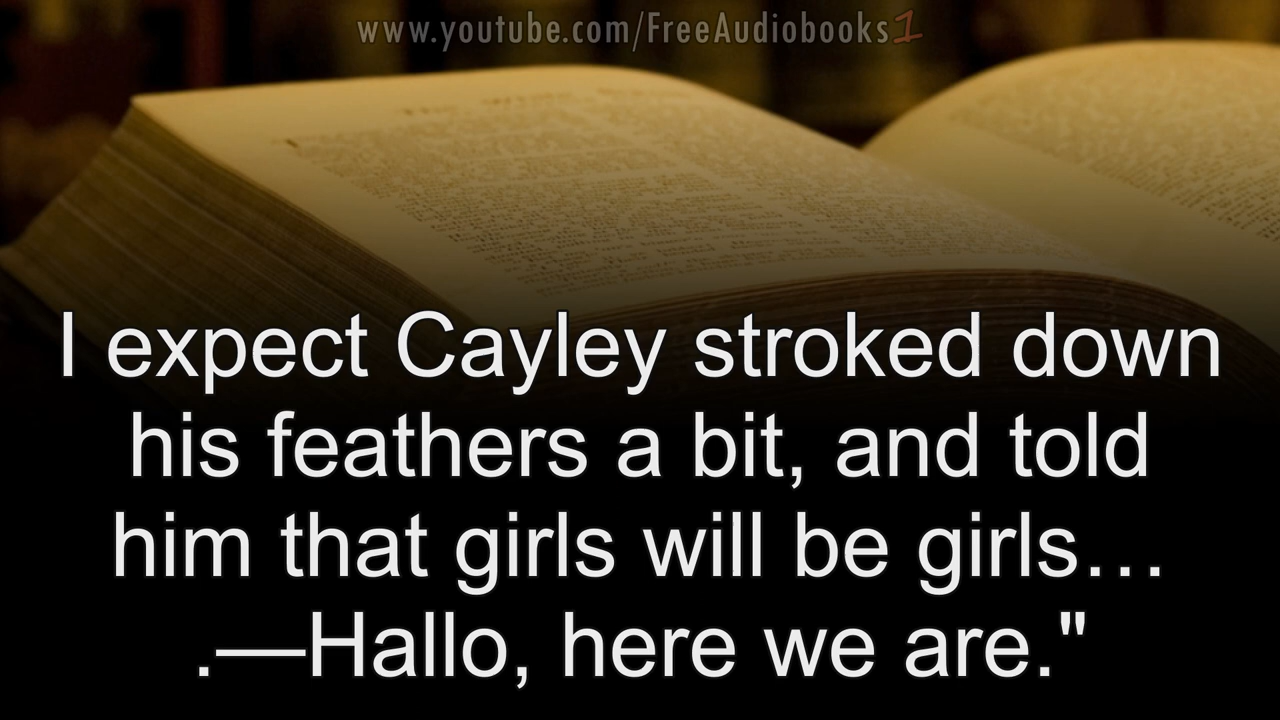 www.youtube.com/FreeAudiobooks1
I expect Cayley stroked down
his feathers a bit, and told
him that girls will be girls…
.—Hallo, here we are."